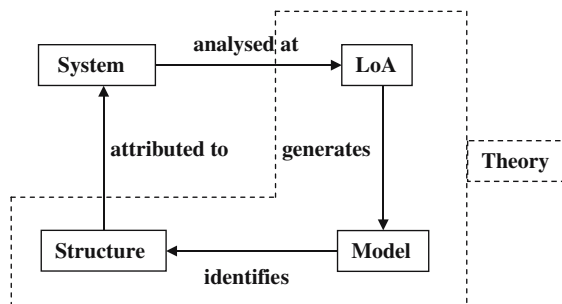 analysed at
System
LoA
attributed to
generates
Theory
Structure
Model
identifies